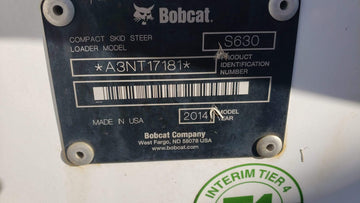 Bobcat.
COMPACT SKID STEER
LOADER MODEL
S630
*A3NT17181*
PRODUCT
IDENTIFICATION
NUMBER
MADE IN USA
2014
MODEL
YEAR
Bobcat Company
West Fargo, ND 58078 USA
www.bobcat.com
INTERIM TIER 4